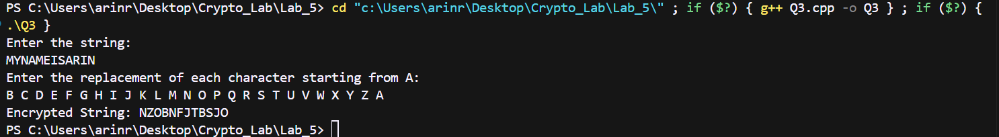 PS C:\Users\arinr\Desktop\Crypto_Lab\Lab_5> cd "c:\Users\arinr\Desktop\Crypto_Lab\Lab_5\" ; if ($?) { g++ Q3.cpp -o Q3 } ; if ($?) {
.\Q3 }
Enter the string:
MYNAMEISARIN
Enter the replacement of each character starting from A:
B C D E F G H I J K L M N O P Q R S T U V W X Y Z A
Encrypted String: NZOBNFJTBSJO
PS C:\Users\arinr\Desktop\Crypto_Lab\Lab_5>